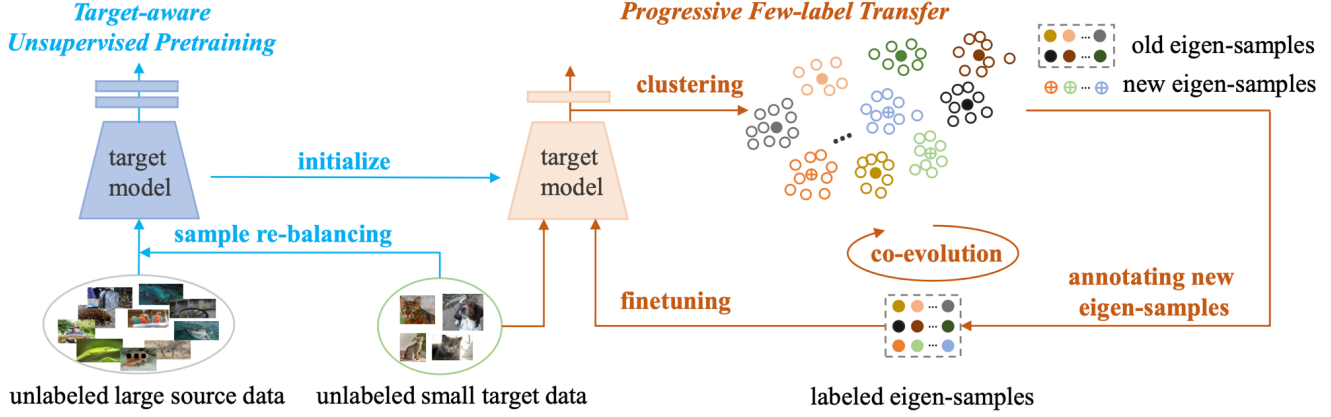 Target-aware
Unsupervised Pretraining
Progressive Few-label Transfer
old eigen-samples
new eigen-samples
clustering
target
model
initialize
target
model
sample re-balancing
co-evolution
finetuning
annotating new
eigen-samples
unlabeled large source data
unlabeled small target data
labeled eigen-samples